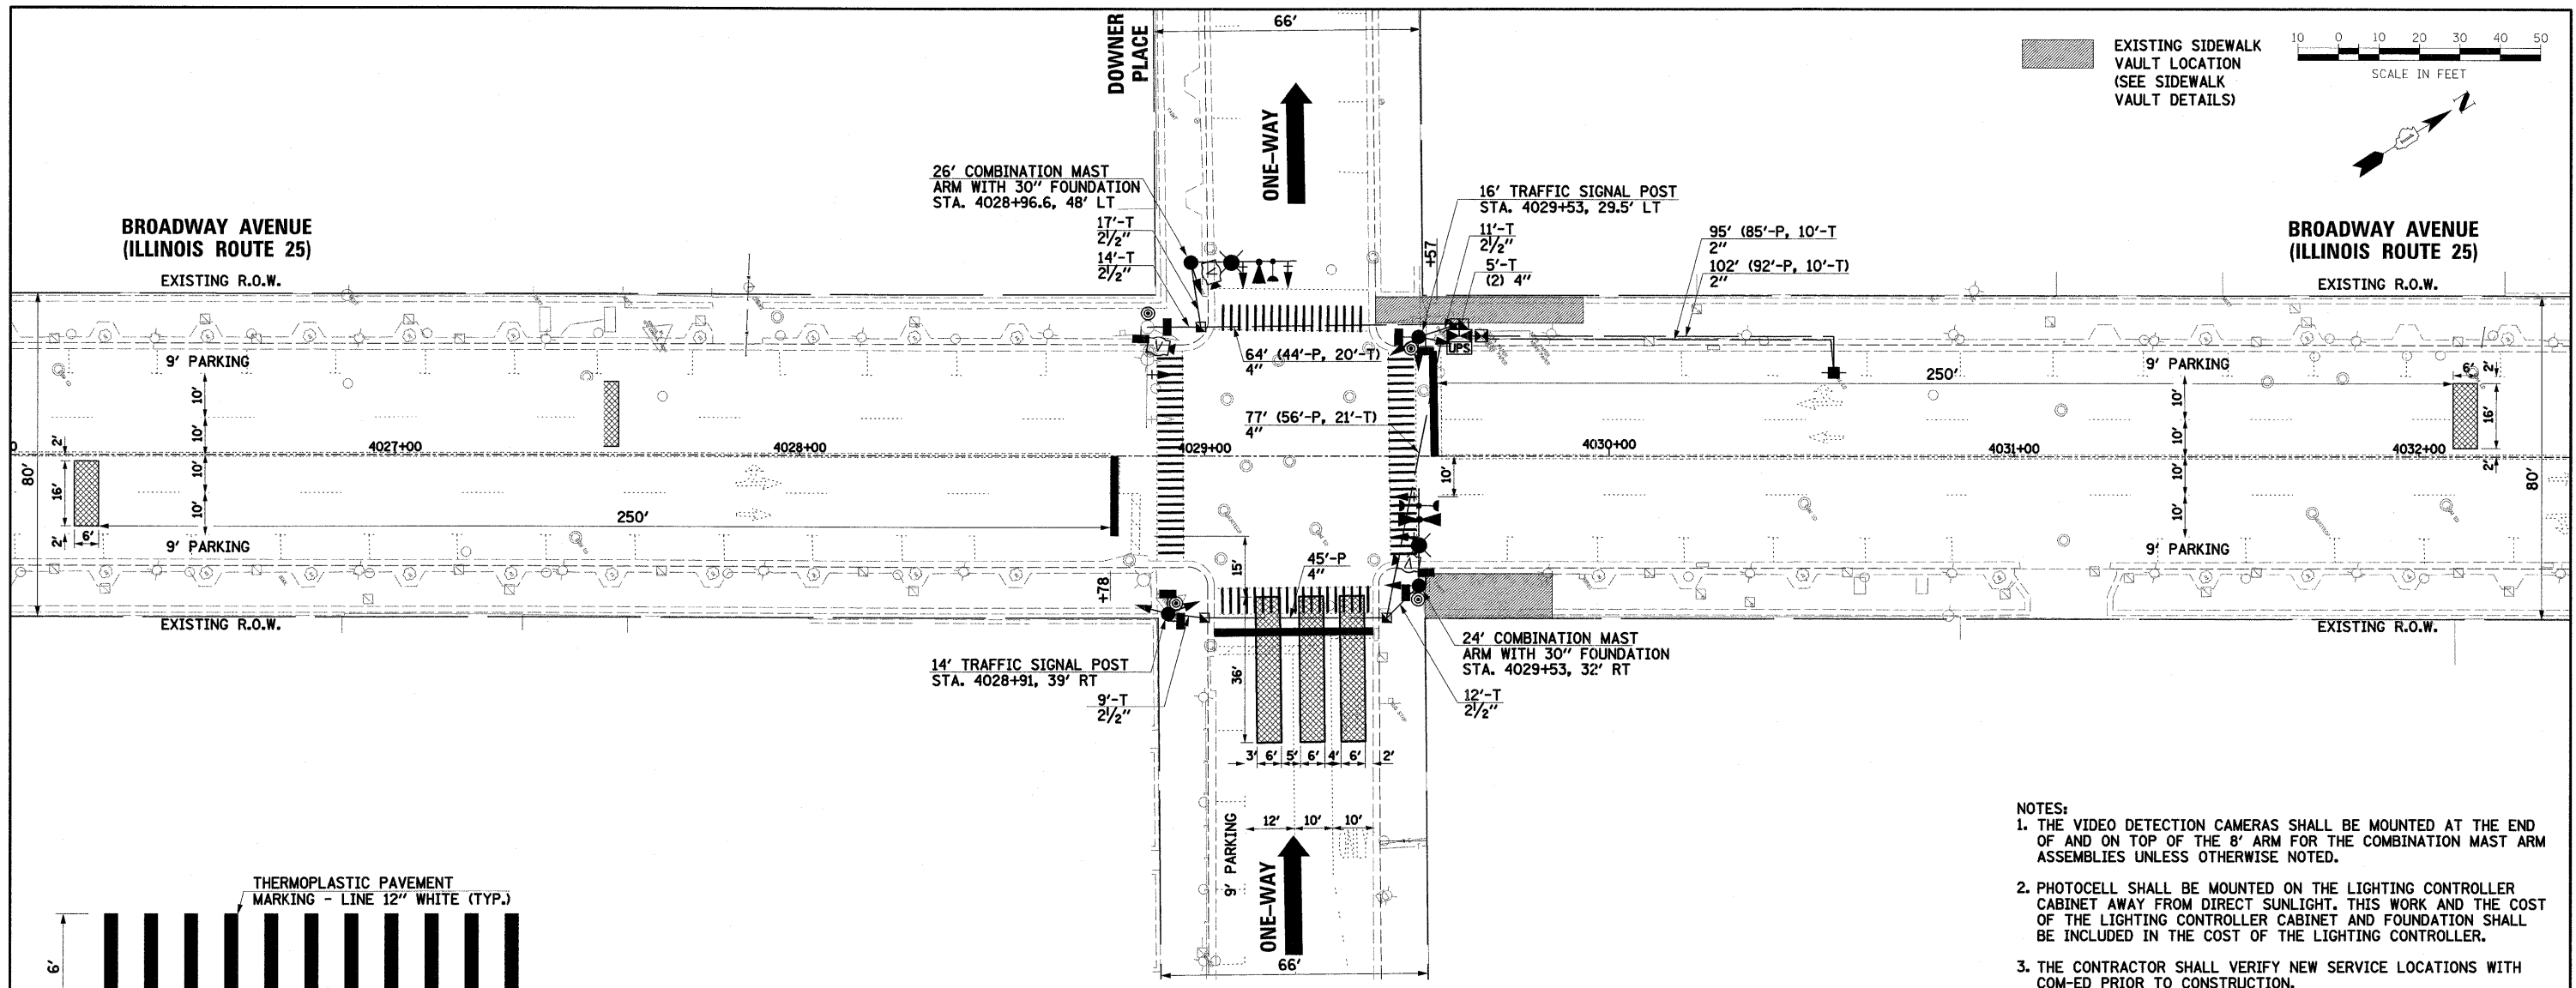 DOWNER
PLACE
66'
ONE-WAY
EXISTING SIDEWALK
VAULT LOCATION
(SEE SIDEWALK
VAULT DETAILS)
10 0 10 20 30 40 50
SCALE IN FEET
N
BROADWAY AVENUE
(ILLINOIS ROUTE 25)
EXISTING R.O.W.
26' COMBINATION MAST
ARM WITH 30" FOUNDATION
STA. 4028+96.6, 48' LT
17'-T
2 1/2"
14'-T
2 1/2"
16' TRAFFIC SIGNAL POST
STA. 4029+53, 29.5' LT
11'-T
2 1/2"
5'-T
(2) 4"
+57
95' (85'-P, 10'-T
2"
102' (92'-P, 10'-T)
2"
BROADWAY AVENUE
(ILLINOIS ROUTE 25)
EXISTING R.O.W.
UPS
9' PARKING
10'
10'
64' (44'-P, 20'-T)
4"
77' (56'-P, 21'-T)
4"
250'
9' PARKING
10'
10'
6'
2'
16'
2'
80'
2'
16'
2'
6'
4027+00
4028+00
4029+00
4030+00
4031+00
4032+00
10'
10'
250'
9' PARKING
10'
10'
10'
9' PARKING
80'
15'
45'-P
4"
+78
EXISTING R.O.W.
EXISTING R.O.W.
14' TRAFFIC SIGNAL POST
STA. 4028+91, 39' RT
9'-T
2 1/2"
36'
24' COMBINATION MAST
ARM WITH 30" FOUNDATION
STA. 4029+53, 32' RT
12'-T
2 1/2"
3' 6' 5' 6' 4' 6' 2'
12' 10' 10'
9' PARKING
ONE-WAY
66'
THERMOPLASTIC PAVEMENT
MARKING - LINE 12" WHITE (TYP.)
6'
NOTES:
1. THE VIDEO DETECTION CAMERAS SHALL BE MOUNTED AT THE END
OF AND ON TOP OF THE 8' ARM FOR THE COMBINATION MAST ARM
ASSEMBLIES UNLESS OTHERWISE NOTED.
2. PHOTOCELL SHALL BE MOUNTED ON THE LIGHTING CONTROLLER
CABINET AWAY FROM DIRECT SUNLIGHT. THIS WORK AND THE COST
OF THE LIGHTING CONTROLLER CABINET AND FOUNDATION SHALL
BE INCLUDED IN THE COST OF THE LIGHTING CONTROLLER.
3. THE CONTRACTOR SHALL VERIFY NEW SERVICE LOCATIONS WITH
COM-ED PRIOR TO CONSTRUCTION.